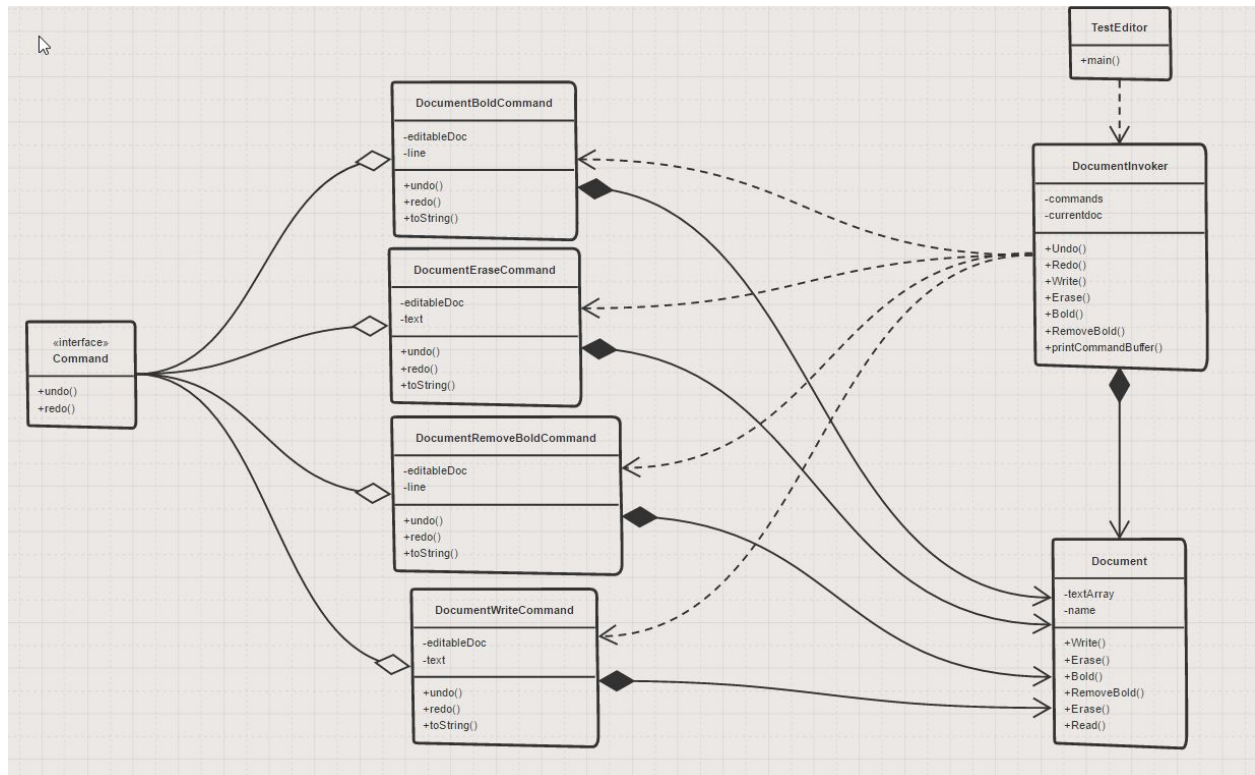 TestEditor
+main()
DocumentBoldCommand
-editableDoc
-line
+undo()
+redo()
+toString()
DocumentInvoker
-commands
-currentdoc
+Undo()
+Redo()
+Write()
+Erase()
+Bold()
+RemoveBold()
+printCommandBuffer()
DocumentEraseCommand
-editableDoc
-text
+undo()
+redo()
+toString()
«interface»
Command
+undo()
+redo()
DocumentRemoveBoldCommand
-editableDoc
-line
+undo()
+redo()
+toString()
Document
-textArray
-name
+Write()
+Erase()
+Bold()
+RemoveBold()
+Erase()
+Read()
DocumentWriteCommand
-editableDoc
-text
+undo()
+redo()
+toString()